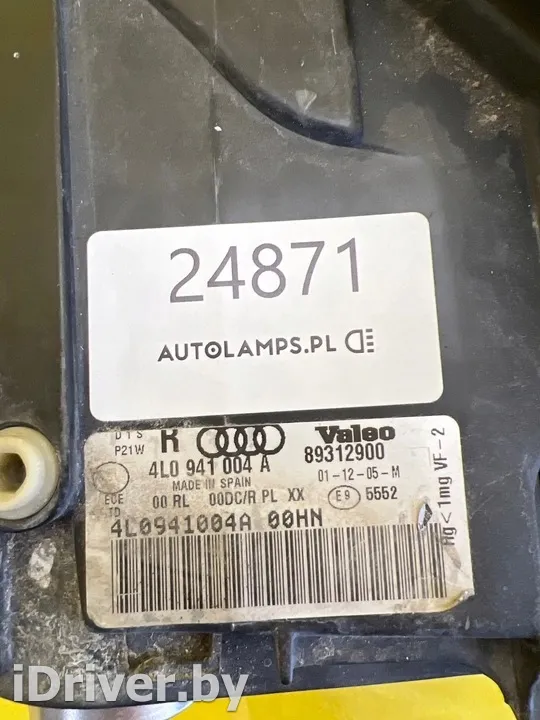 24871
AUTOLAMPS.PL
D1S R Valeo
P21W 4L0 941 004 A 89312900
MADE IN SPAIN 01-12-05-M
ECE 00 RL 00DC/R PL XX E9 5552
TD
4L0941004A 00HN
Hg<1mg VF-2
iDriver.by